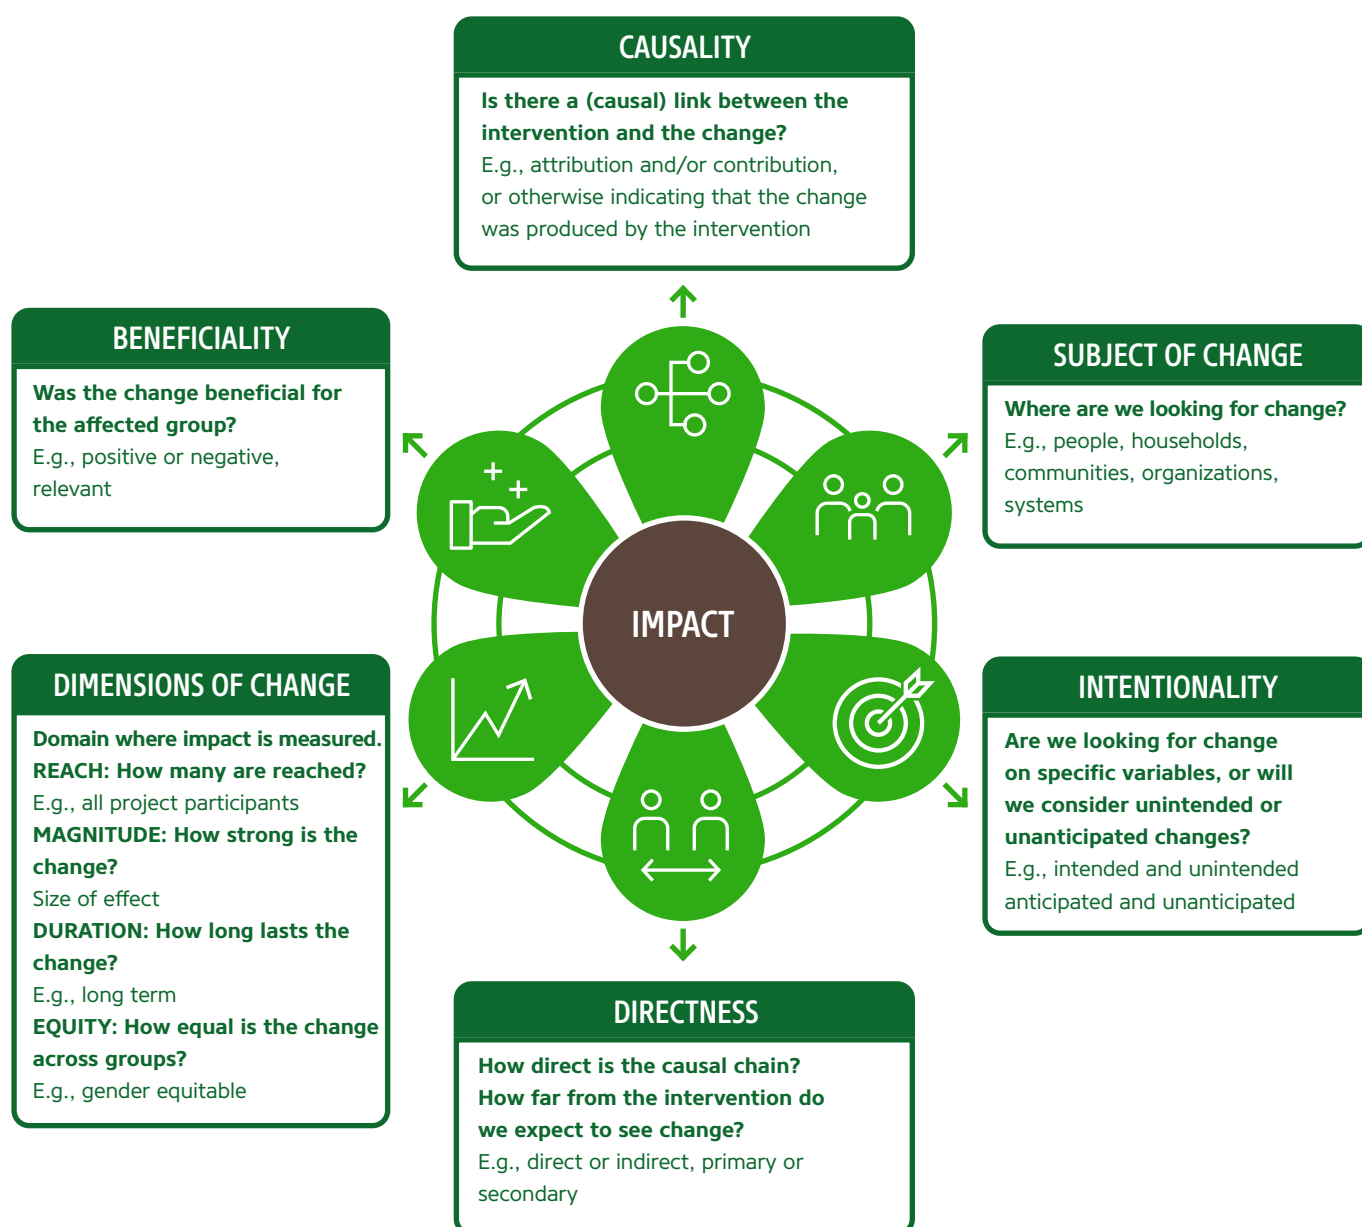 CAUSALITY
Is there a (causal) link between the
intervention and the change?
E.g., attribution and/or contribution,
or otherwise indicating that the change
was produced by the intervention
BENEFICIALITY
Was the change beneficial for
the affected group?
E.g., positive or negative,
relevant
SUBJECT OF CHANGE
Where are we looking for change?
E.g., people, households,
communities, organizations,
systems
IMPACT
DIMENSIONS OF CHANGE
Domain where impact is measured.
REACH: How many are reached?
E.g., all project participants
MAGNITUDE: How strong is the
change?
Size of effect
DURATION: How long lasts the
change?
E.g., long term
EQUITY: How equal is the change
across groups?
E.g., gender equitable
INTENTIONALITY
Are we looking for change
on specific variables, or will
we consider unintended or
unanticipated changes?
E.g., intended and unintended
anticipated and unanticipated
DIRECTNESS
How direct is the causal chain?
How far from the intervention do
we expect to see change?
E.g., direct or indirect, primary or
secondary